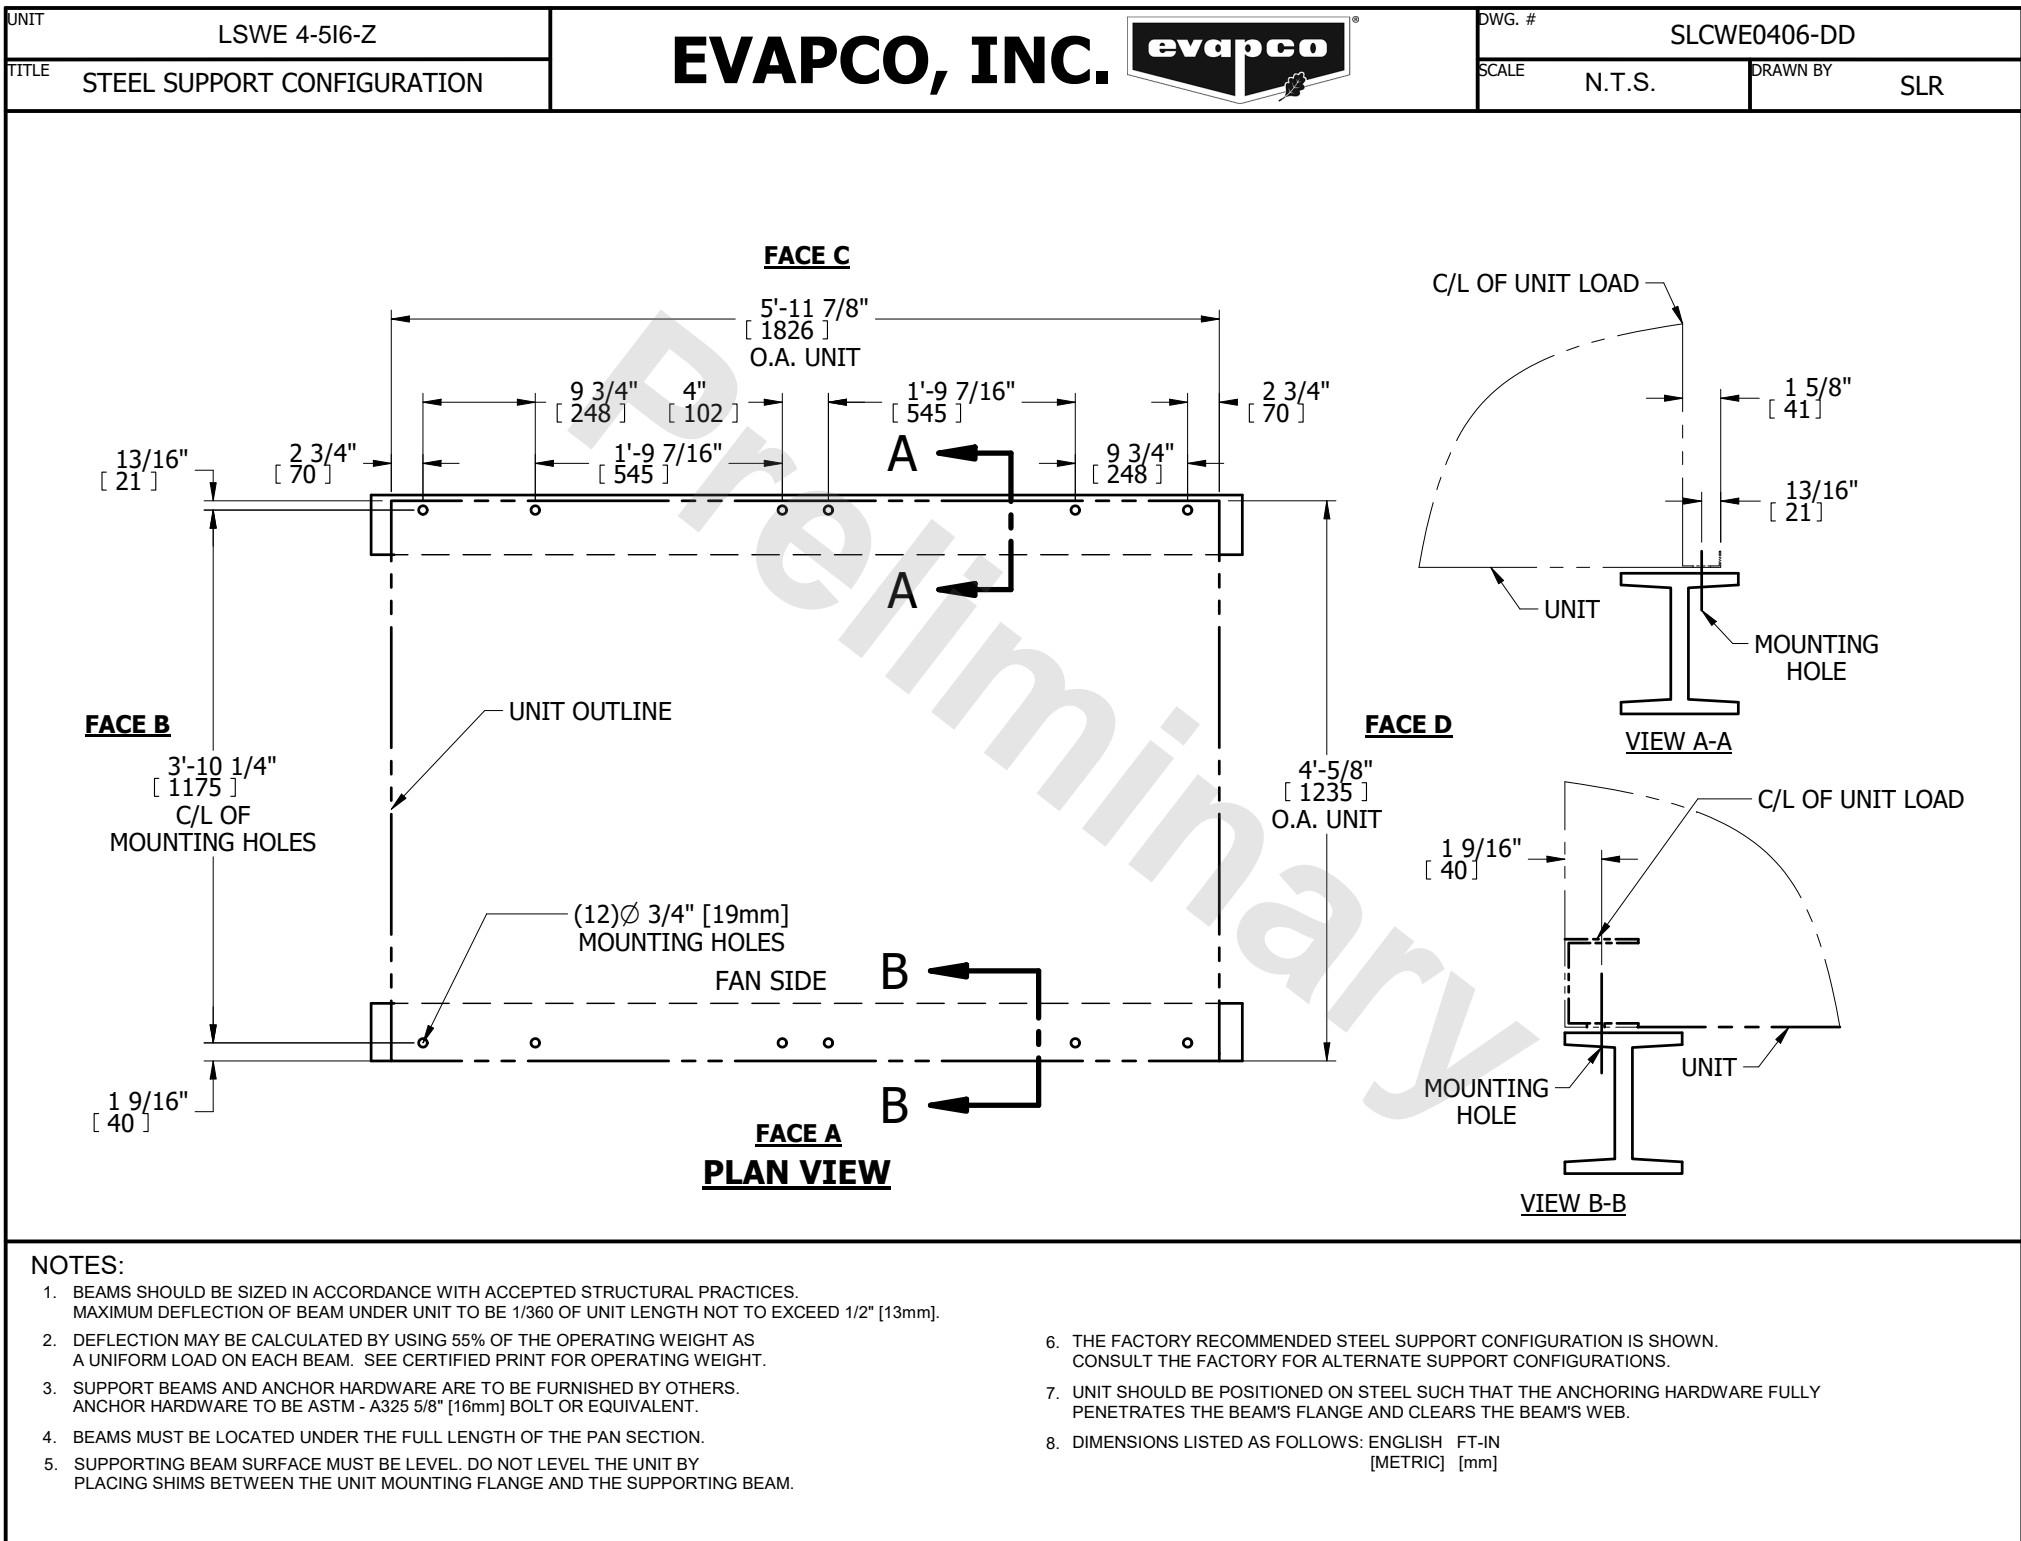 UNIT
LSWE 4-5I6-Z
TITLE
STEEL SUPPORT CONFIGURATION
EVAPCO, INC.
evapco
®
DWG. #
SLCWE0406-DD
SCALE
N.T.S.
DRAWN BY
SLR
FACE C
5'-11 7/8"
[ 1826 ]
O.A. UNIT
9 3/4"
[ 248 ]
4"
[ 102 ]
1'-9 7/16"
[ 545 ]
2 3/4"
[ 70 ]
13/16"
[ 21 ]
2 3/4"
[ 70 ]
1'-9 7/16"
[ 545 ]
A
9 3/4"
[ 248 ]
A
UNIT OUTLINE
FACE B
3'-10 1/4"
[ 1175 ]
C/L OF
MOUNTING HOLES
FACE D
4'-5/8"
[ 1235 ]
O.A. UNIT
(12)Ø 3/4" [19mm]
MOUNTING HOLES
FAN SIDE
B
B
1 9/16"
[ 40 ]
FACE A
PLAN VIEW
Preliminary
C/L OF UNIT LOAD
1 5/8"
[ 41 ]
13/16"
[ 21 ]
UNIT
MOUNTING
HOLE
VIEW A-A
C/L OF UNIT LOAD
1 9/16"
[ 40 ]
UNIT
MOUNTING
HOLE
VIEW B-B
NOTES:
1. BEAMS SHOULD BE SIZED IN ACCORDANCE WITH ACCEPTED STRUCTURAL PRACTICES.
MAXIMUM DEFLECTION OF BEAM UNDER UNIT TO BE 1/360 OF UNIT LENGTH NOT TO EXCEED 1/2" [13mm].
2. DEFLECTION MAY BE CALCULATED BY USING 55% OF THE OPERATING WEIGHT AS
A UNIFORM LOAD ON EACH BEAM. SEE CERTIFIED PRINT FOR OPERATING WEIGHT.
3. SUPPORT BEAMS AND ANCHOR HARDWARE ARE TO BE FURNISHED BY OTHERS.
ANCHOR HARDWARE TO BE ASTM - A325 5/8" [16mm] BOLT OR EQUIVALENT.
4. BEAMS MUST BE LOCATED UNDER THE FULL LENGTH OF THE PAN SECTION.
5. SUPPORTING BEAM SURFACE MUST BE LEVEL. DO NOT LEVEL THE UNIT BY
PLACING SHIMS BETWEEN THE UNIT MOUNTING FLANGE AND THE SUPPORTING BEAM.
6. THE FACTORY RECOMMENDED STEEL SUPPORT CONFIGURATION IS SHOWN.
CONSULT THE FACTORY FOR ALTERNATE SUPPORT CONFIGURATIONS.
7. UNIT SHOULD BE POSITIONED ON STEEL SUCH THAT THE ANCHORING HARDWARE FULLY
PENETRATES THE BEAM'S FLANGE AND CLEARS THE BEAM'S WEB.
8. DIMENSIONS LISTED AS FOLLOWS: ENGLISH FT-IN
[METRIC] [mm]